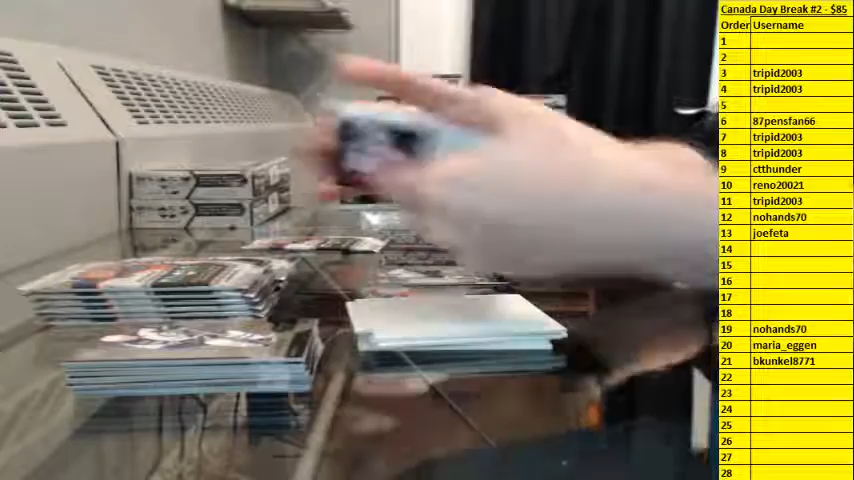 Canada Day Break #2 - $85
Order Username
1
2
3 tripid2003
4 tripid2003
5
6 87pensfan66
7 tripid2003
8 tripid2003
9 ctthunder
10 reno20021
11 tripid2003
12 nohands70
13 joefeta
14
15
16
17
18
19 nohands70
20 maria_eggen
21 bkunkel8771
22
23
24
25
26
27
28